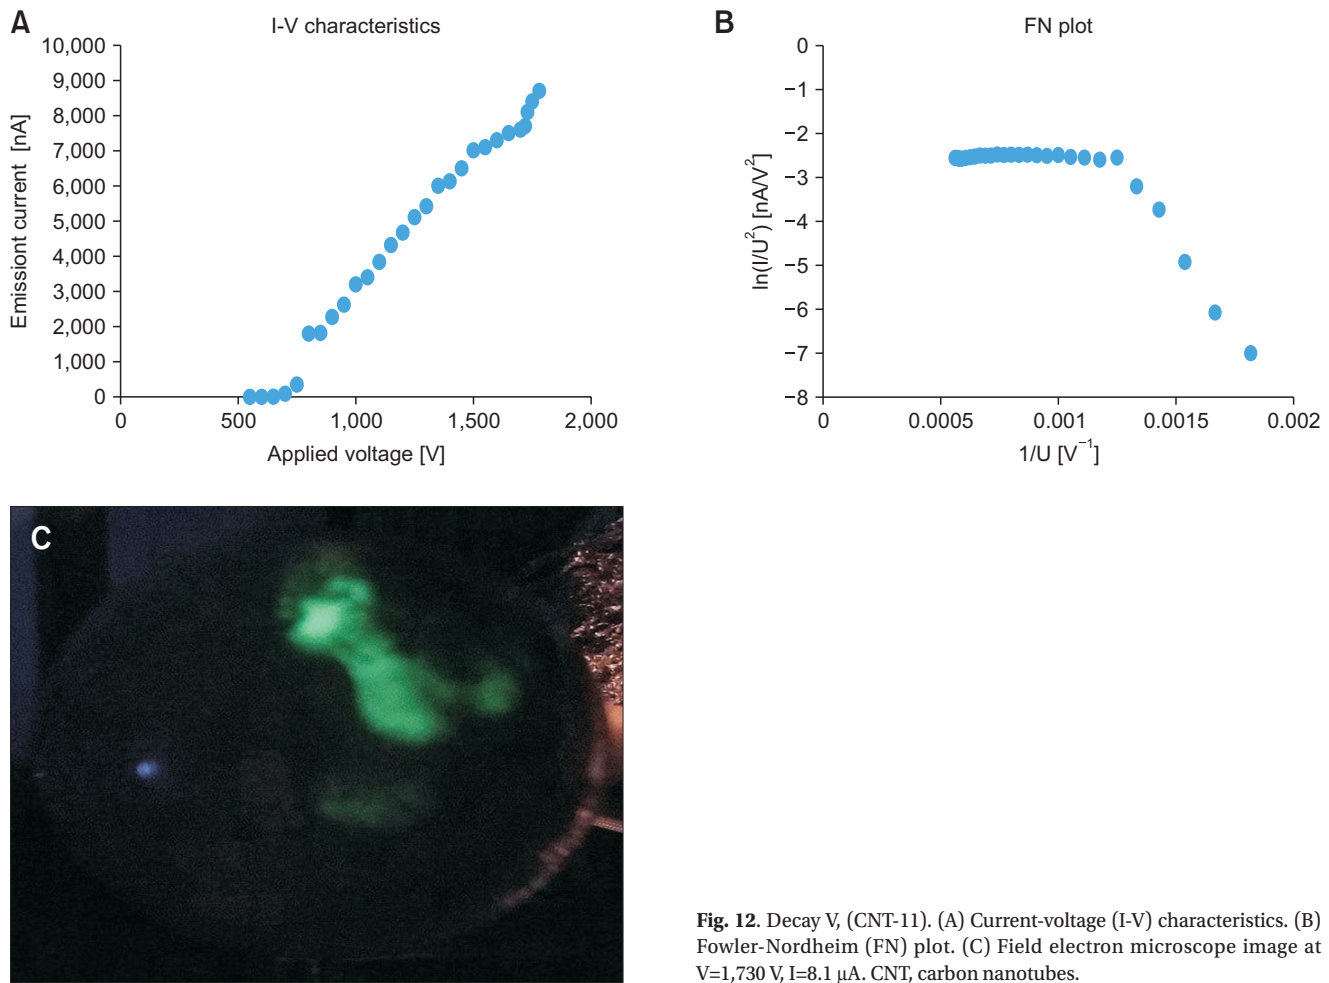 A
I-V characteristics
10,000
9,000
8,000
7,000
6,000
5,000
4,000
3,000
2,000
1,000
0
Emissiont current [nA]
0 500 1,000 1,500 2,000
Applied voltage [V]
B
FN plot
0
−1
−2
−3
−4
−5
−6
−7
−8
ln(I/U²) [nA/V²]
0 0.0005 0.001 0.0015 0.002
1/U [V⁻¹]
C
Fig. 12. Decay V, (CNT-11). (A) Current-voltage (I-V) characteristics. (B)
Fowler-Nordheim (FN) plot. (C) Field electron microscope image at
V=1,730 V, I=8.1 μA. CNT, carbon nanotubes.